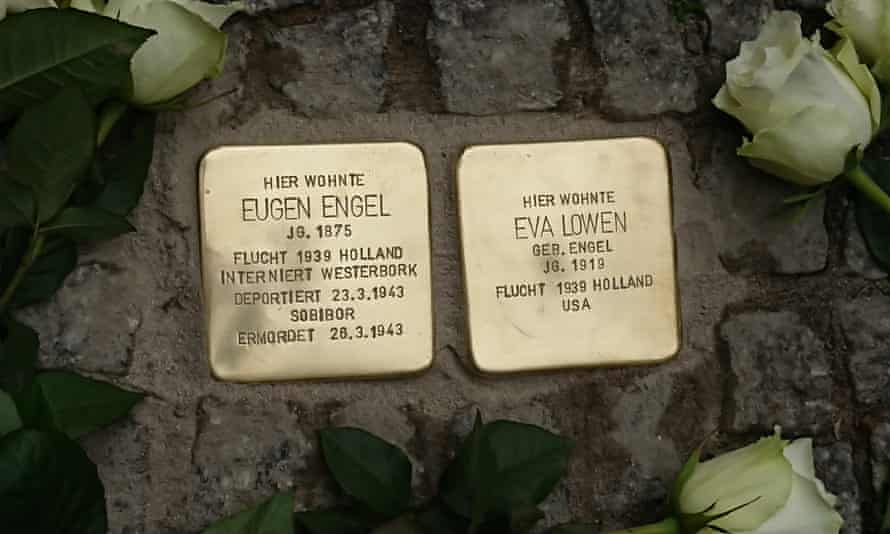 HIER WOHNTE
EUGEN ENGEL
JG. 1875
FLUCHT 1939 HOLLAND
INTERNIERT WESTERBORK
DEPORTIERT 23.3.1943
SOBIBOR
ERMORDET 26.3.1943
HIER WOHNTE
EVA LOWEN
GEB. ENGEL
JG. 1919
FLUCHT 1939 HOLLAND
USA